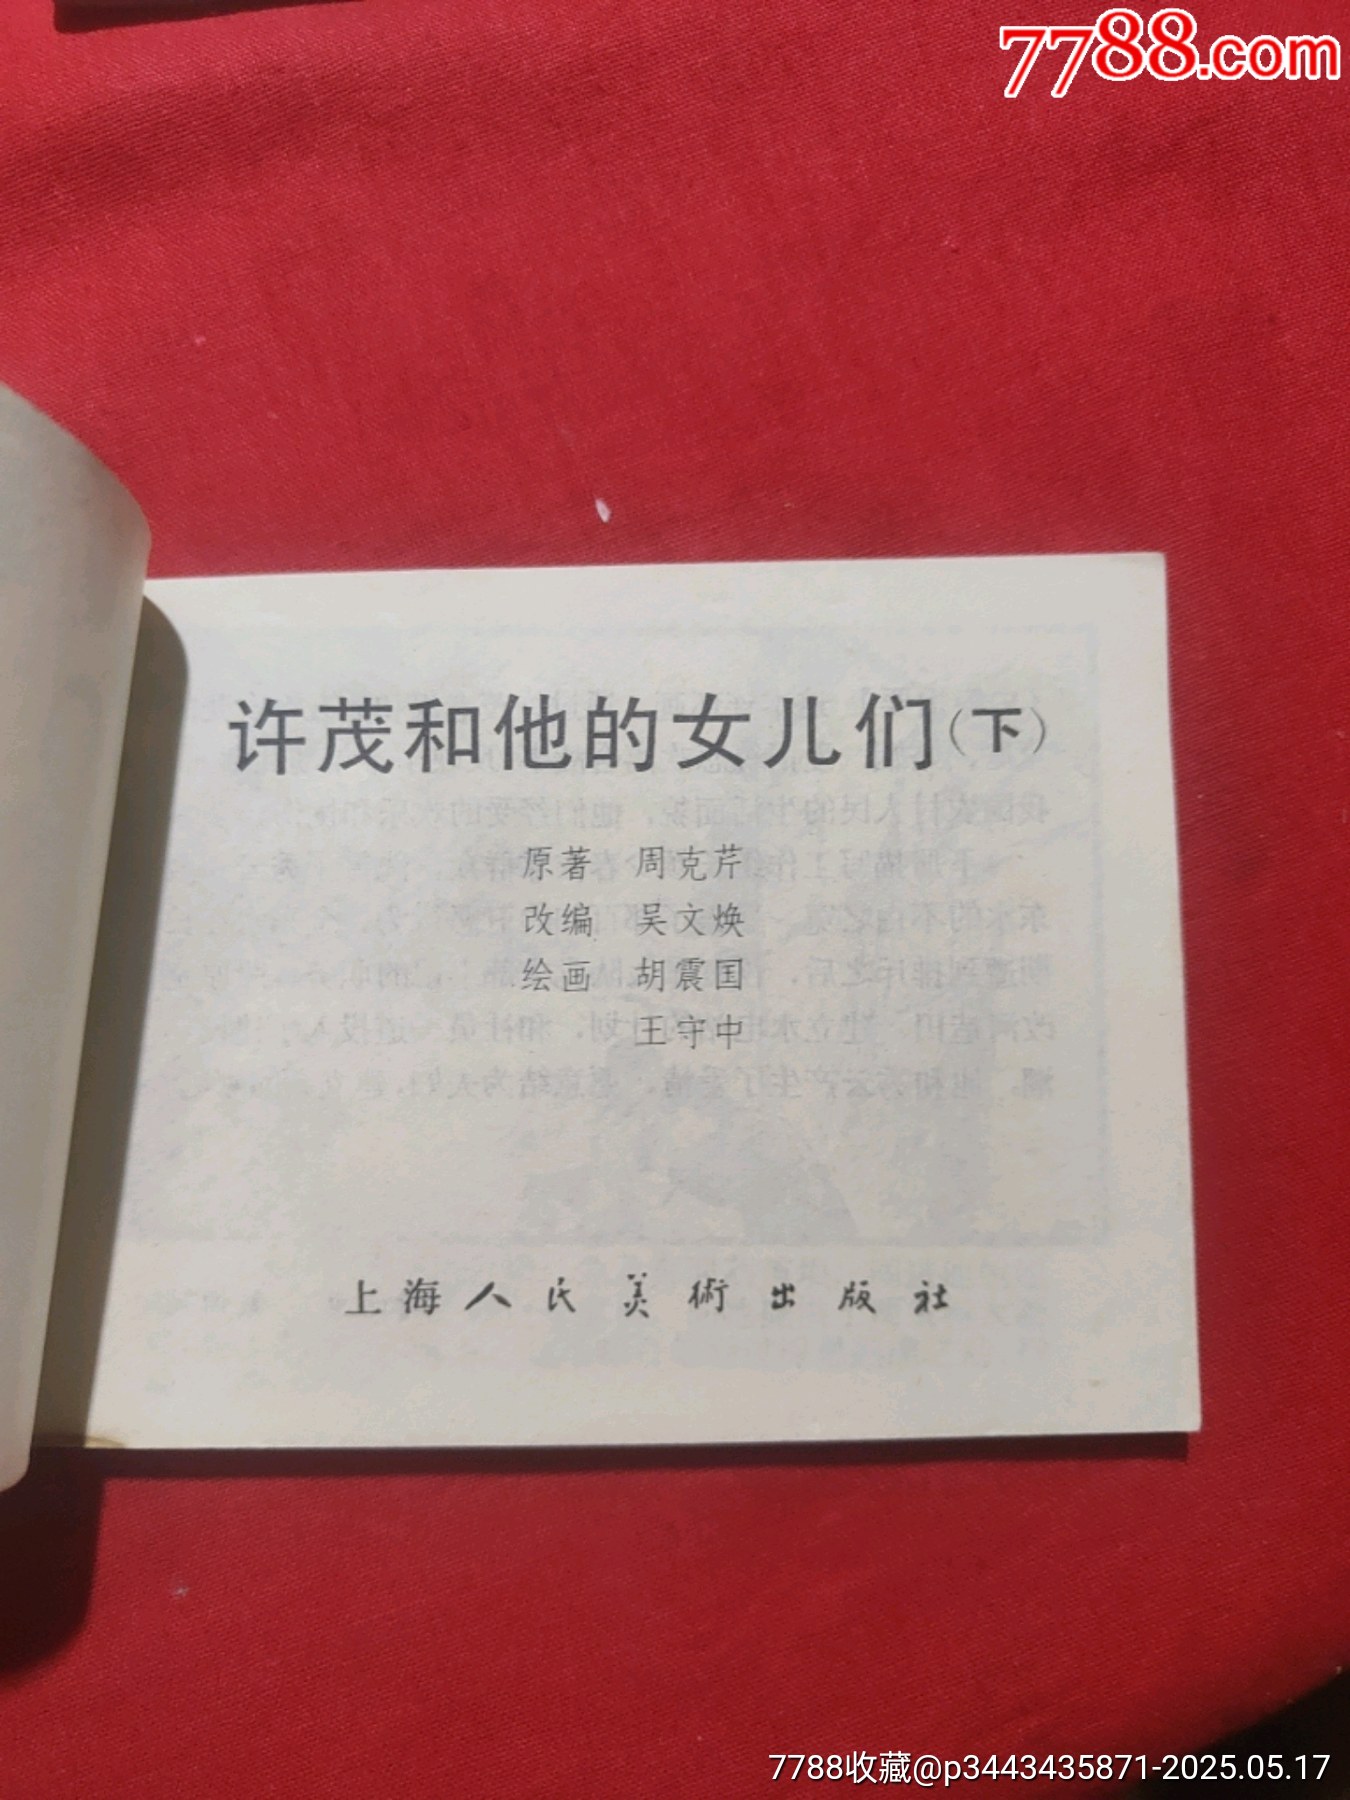 7788.com
许茂和他的女儿们(下)
原著 周克芹
改编 吴文焕
绘画 胡震国
王守中
上海人民美術出版社
7788收藏@p3443435871-2025.05.17